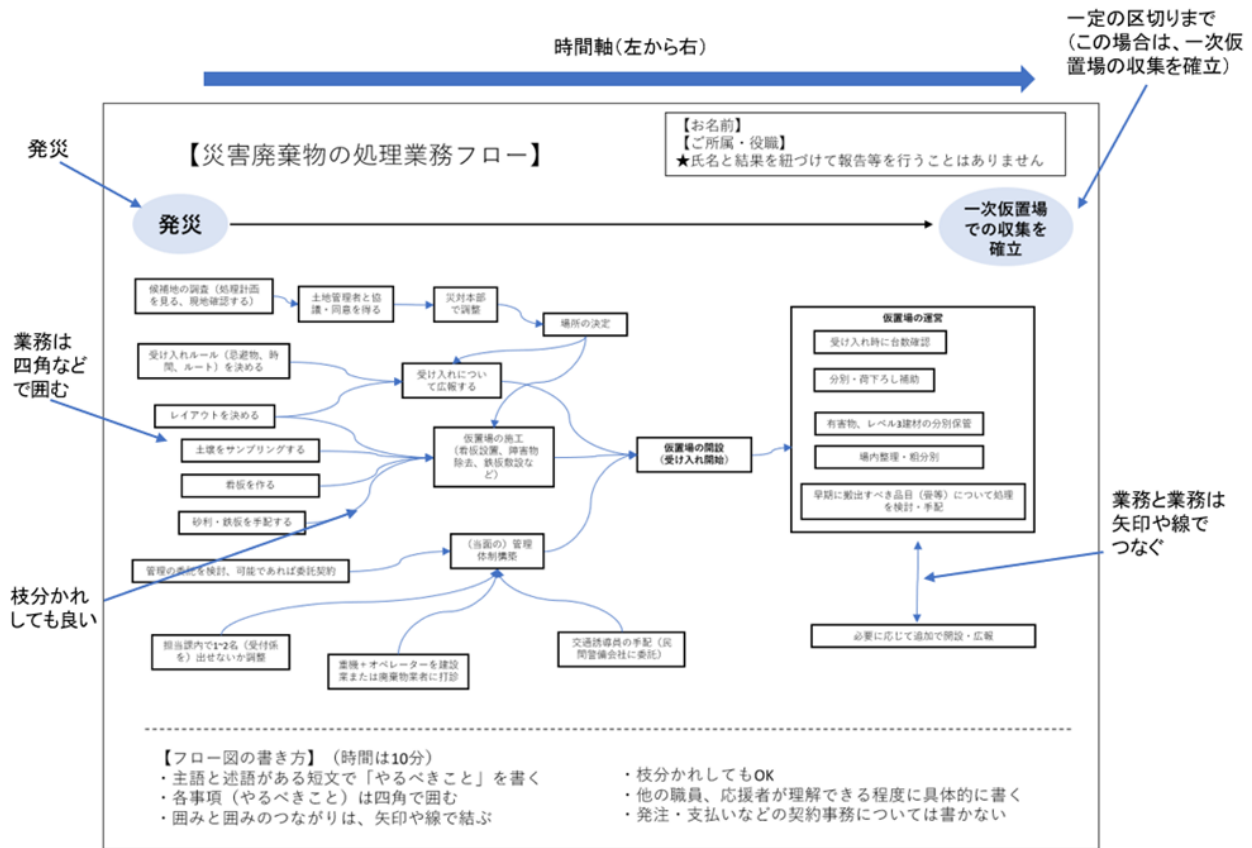 一定の区切りまで
(この場合は、一次仮
置場の収集を確立)
時間軸(左から右)
発災
【災害廃棄物の処理業務フロー】
【お名前】
【ご所属・役職】
★氏名と結果を紐づけて報告等を行うことはありません
発災
一次仮置場
での収集を
確立
候補地の調査（処理計画
を見る、現地確認する）
土地管理者と協
議・同意を得る
災対本部
で調整
場所の決定
業務は
四角など
で囲む
受け入れルール（忌避物、時
間、ルート）を決める
受け入れについ
て広報する
レイアウトを決める
土壌をサンプリングする
看板を作る
砂利・鉄板を手配する
仮置場の施工
（看板設置、障害物
除去、鉄板敷設な
ど）
仮置場の開設
（受け入れ開始）
仮置場の運営
受け入れ時に台数確認
分別・荷下ろし補助
有害物、レベル3建材の分別保管
場内整理・粗分別
早期に搬出すべき品目（畳等）について処理
を検討・手配
業務と業務は
矢印や線で
つなぐ
枝分かれ
しても良い
管理の委託を検討、可能であれば委託契約
（当面の）管理
体制構築
担当課内で1~2名（受付係
を）出せないか調整
重機＋オペレーターを建設
業または廃棄物業者に打診
交通誘導員の手配（民
間警備会社に委託）
必要に応じて追加で開設・広報
【フロー図の書き方】（時間は10分）
・主語と述語がある短文で「やるべきこと」を書く
・各事項（やるべきこと）は四角で囲む
・囲みと囲みのつながりは、矢印や線で結ぶ
・枝分かれしてもOK
・他の職員、応援者が理解できる程度に具体的に書く
・発注・支払いなどの契約事務については書かない